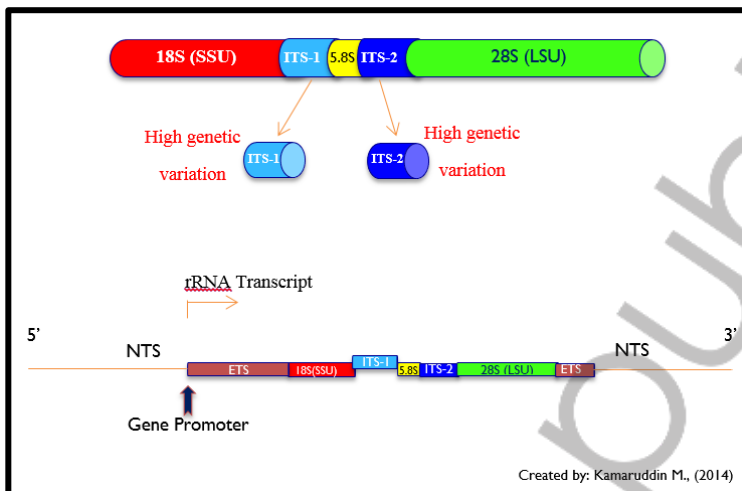 18S (SSU) ITS-1 5.8S ITS-2 28S (LSU)
High genetic
variation
ITS-1
High genetic
variation
ITS-2
rRNA Transcript
5’ 3’
NTS NTS
ETS 18S(SSU) ITS-1 5.8S ITS-2 28S (LSU) ETS
Gene Promoter
Created by: Kamaruddin M., (2014)